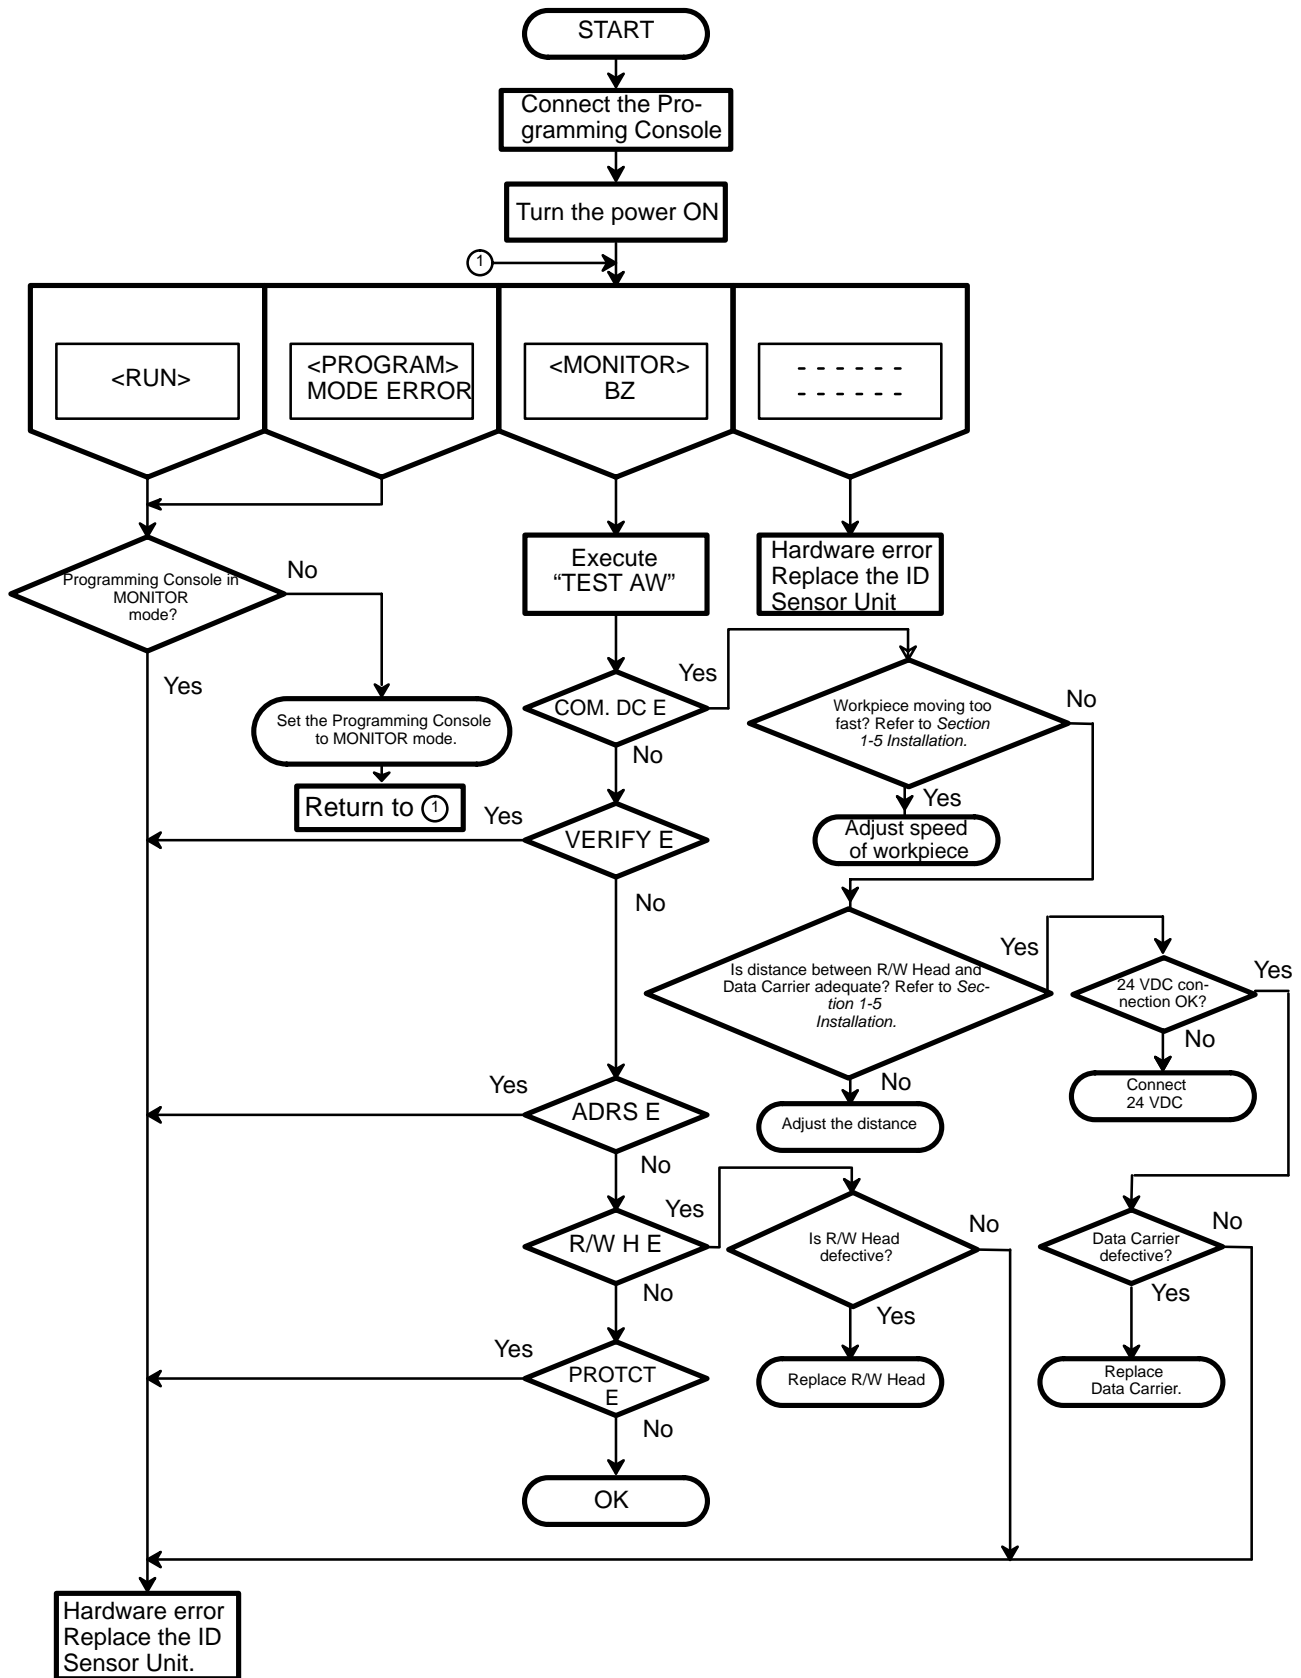 START
Connect the Pro-
gramming Console
Turn the power ON
1
<RUN>
<PROGRAM>
MODE ERROR
<MONITOR>
BZ
- - - - - -
- - - - - -
Programming Console in
MONITOR
mode?
No
Yes
Execute
“TEST AW”
Hardware error
Replace the ID
Sensor Unit
Set the Programming Console
to MONITOR mode.
Return to 1
COM. DC E
Yes
No
Workpiece moving too
fast? Refer to Section
1-5 Installation.
No
Yes
Adjust speed
of workpiece
VERIFY E
Yes
No
Is distance between R/W Head and
Data Carrier adequate? Refer to Sec-
tion 1-5
Installation.
Yes
No
Adjust the distance
24 VDC con-
nection OK?
Yes
No
Connect
24 VDC
ADRS E
Yes
No
R/W H E
Yes
No
Is R/W Head
defective?
No
Yes
Replace R/W Head
Data Carrier
defective?
No
Yes
Replace
Data Carrier.
PROTCT
E
Yes
No
OK
Hardware error
Replace the ID
Sensor Unit.